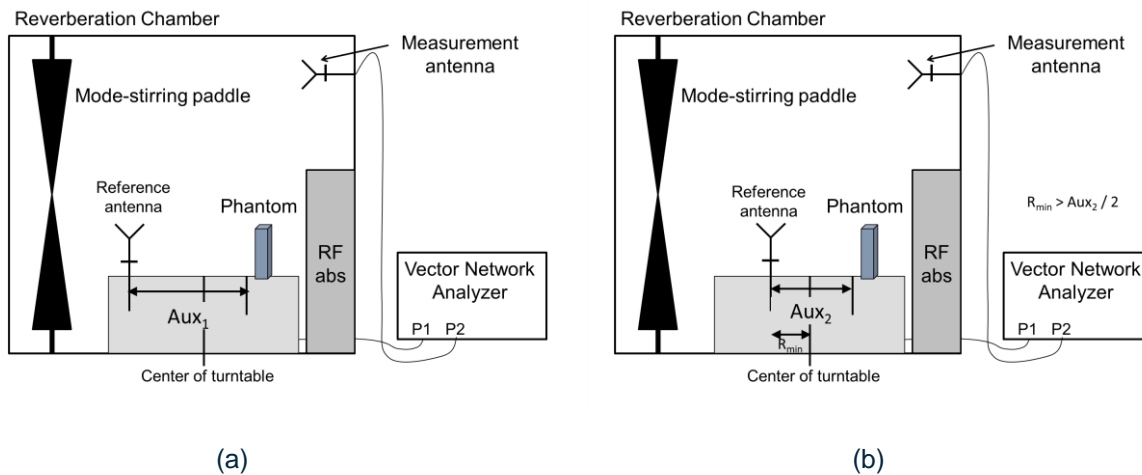 Reverberation Chamber
Measurement
antenna
Mode-stirring paddle
Reference
antenna
Phantom
RF
abs
Vector Network
Analyzer
Aux₁
P1 P2
Center of turntable
(a)
Reverberation Chamber
Measurement
antenna
Mode-stirring paddle
Reference
antenna
Phantom
Rmin > Aux₂ / 2
RF
abs
Vector Network
Analyzer
Aux₂
P1 P2
Rmin
Center of turntable
(b)